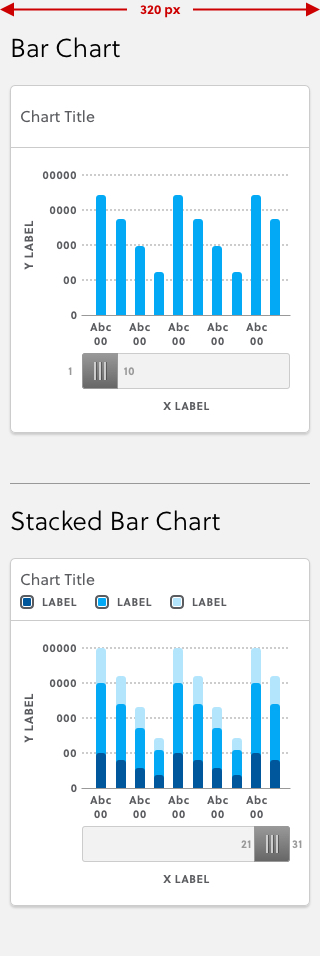 320 px
Bar Chart
Chart Title
00000
0000
000
00
0
Y LABEL
Abc Abc Abc Abc Abc
00 00 00 00 00
1 10
X LABEL
Stacked Bar Chart
Chart Title
LABEL LABEL LABEL
00000
0000
000
00
0
Y LABEL
Abc Abc Abc Abc Abc
00 00 00 00 00
21 31
X LABEL